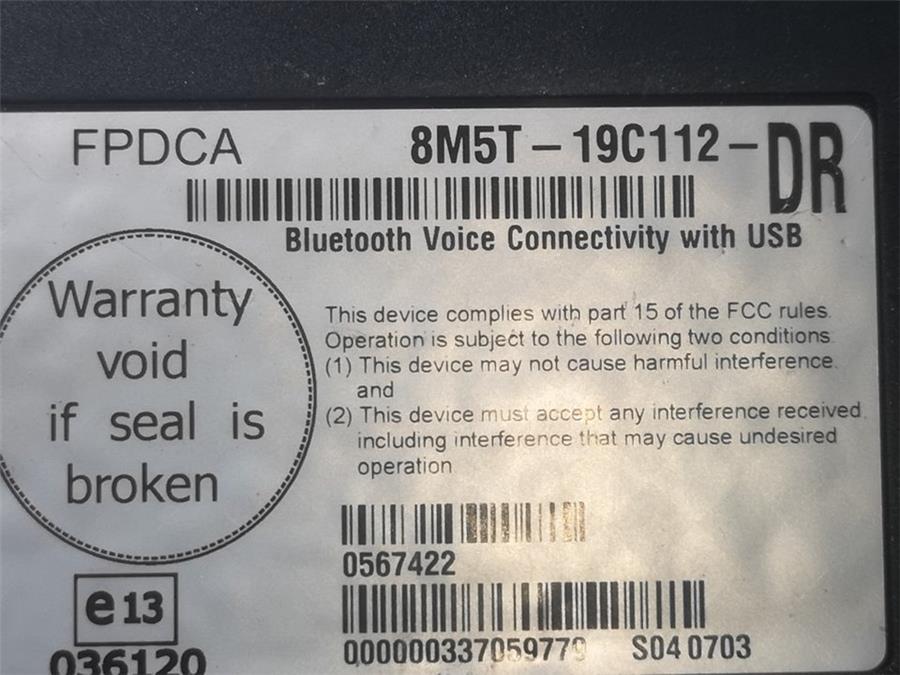 FPDCA
8M5T-19C112-DR
Bluetooth Voice Connectivity with USB
Warranty
void
if seal is
broken
This device complies with part 15 of the FCC rules.
Operation is subject to the following two conditions
(1) This device may not cause harmful interference.
and
(2) This device must accept any interference received.
including interference that may cause undesired
operation
0567422
e13
036120
000000337059779 S04 0703